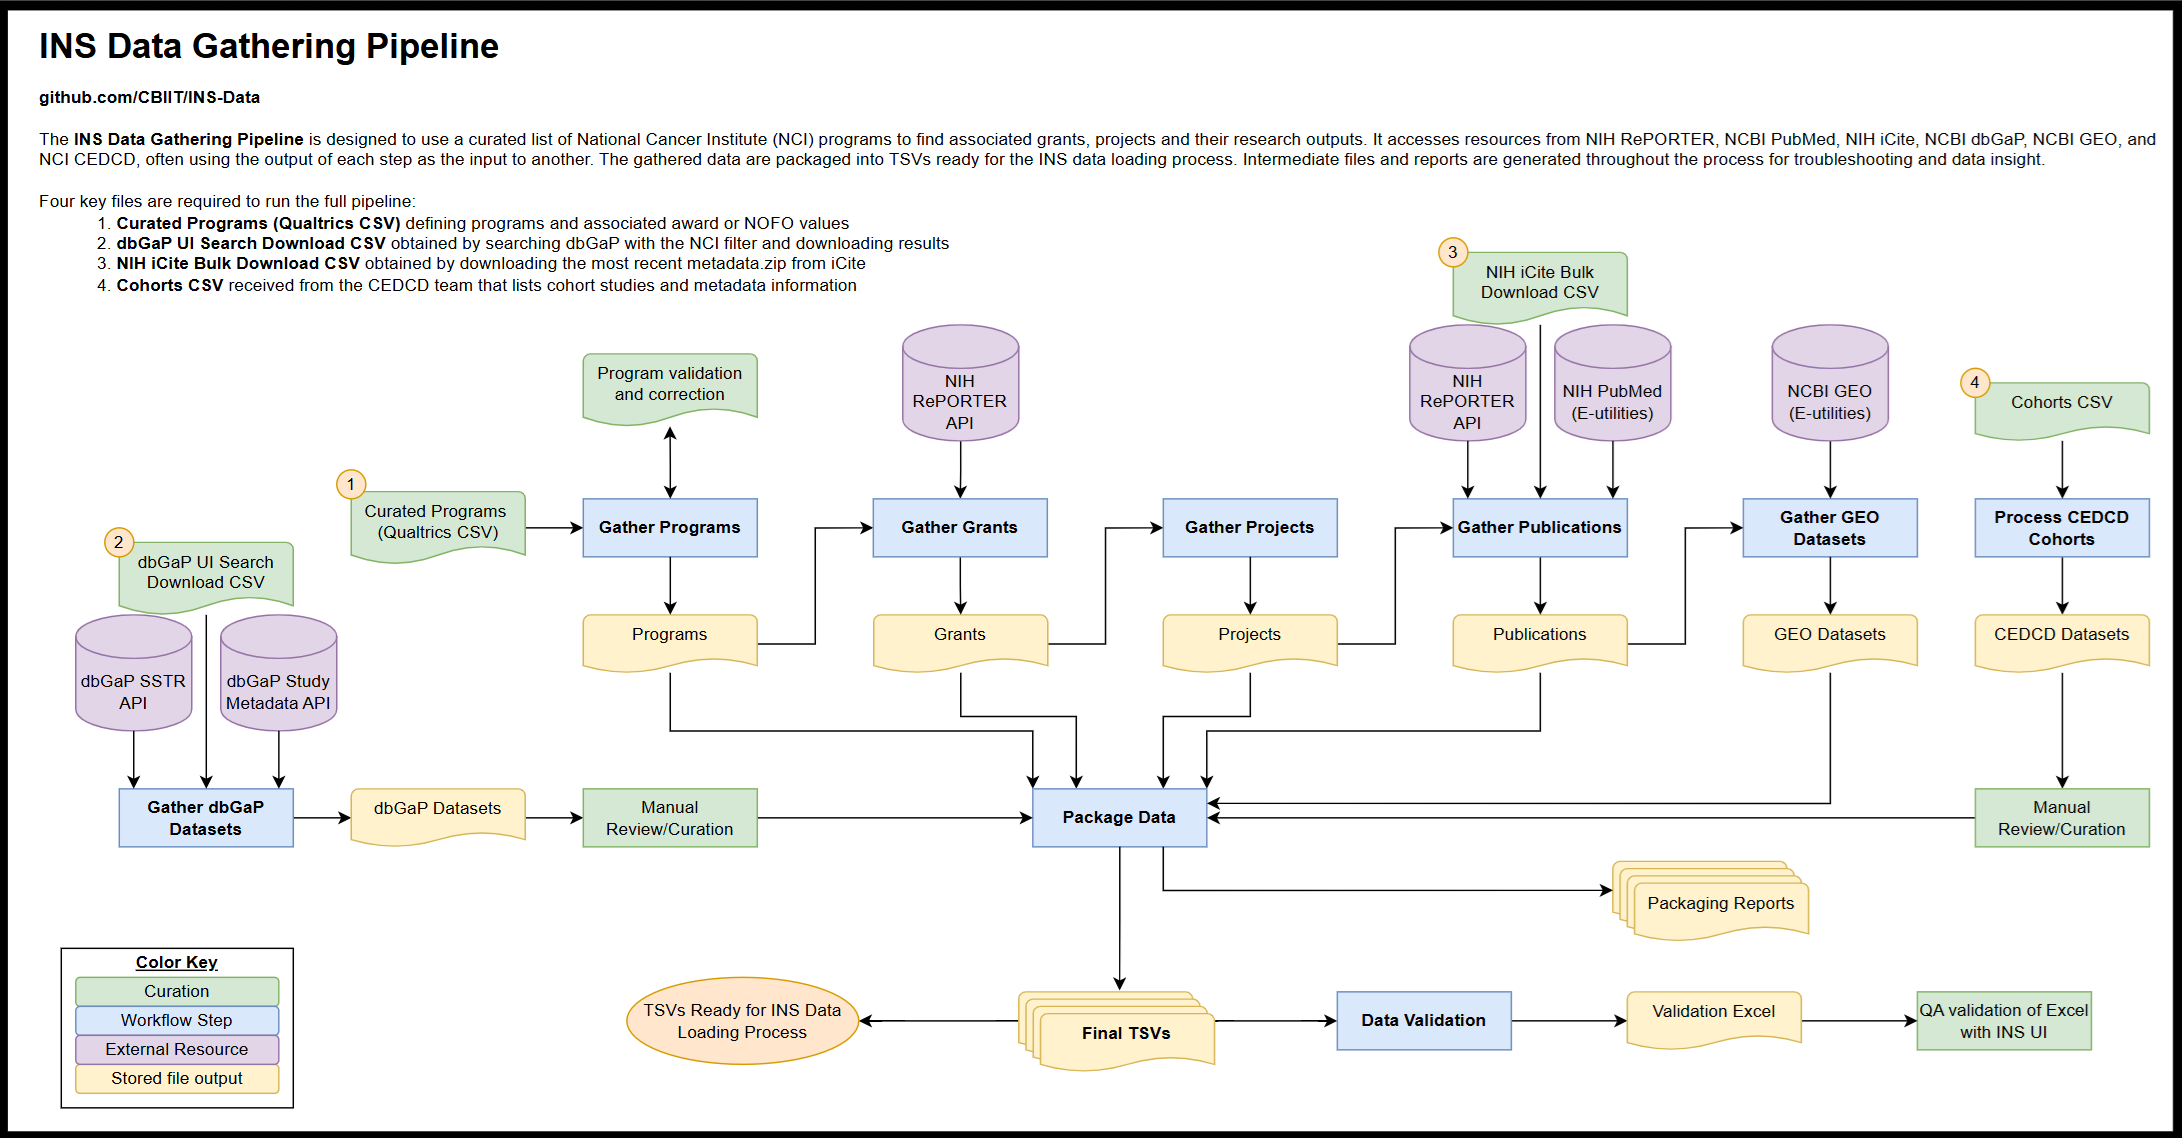 INS Data Gathering Pipeline
github.com/CBIIT/INS-Data
The INS Data Gathering Pipeline is designed to use a curated list of National Cancer Institute (NCI) programs to find associated grants, projects and their research outputs. It accesses resources from NIH RePORTER, NCBI PubMed, NIH iCite, NCBI dbGaP, NCBI GEO, and
NCI CEDCD, often using the output of each step as the input to another. The gathered data are packaged into TSVs ready for the INS data loading process. Intermediate files and reports are generated throughout the process for troubleshooting and data insight.
Four key files are required to run the full pipeline:
1. Curated Programs (Qualtrics CSV) defining programs and associated award or NOFO values
2. dbGaP UI Search Download CSV obtained by searching dbGaP with the NCI filter and downloading results
3. NIH iCite Bulk Download CSV obtained by downloading the most recent metadata.zip from iCite
4. Cohorts CSV received from the CEDCD team that lists cohort studies and metadata information
3
NIH iCite Bulk
Download CSV
Program validation
and correction
NIH
RePORTER
API
NIH
RePORTER
API
NIH PubMed
(E-utilities)
NCBI GEO
(E-utilities)
4
Cohorts CSV
1
Curated Programs
(Qualtrics CSV)
Gather Programs
Gather Grants
Gather Projects
Gather Publications
Gather GEO
Datasets
Process CEDCD
Cohorts
2
dbGaP UI Search
Download CSV
Programs
Grants
Projects
Publications
GEO Datasets
CEDCD Datasets
dbGaP SSTR
API
dbGaP Study
Metadata API
Gather dbGaP
Datasets
dbGaP Datasets
Manual
Review/Curation
Package Data
Manual
Review/Curation
Packaging Reports
Color Key
Curation
Workflow Step
External Resource
Stored file output
TSVs Ready for INS Data
Loading Process
Final TSVs
Data Validation
Validation Excel
QA validation of Excel
with INS UI